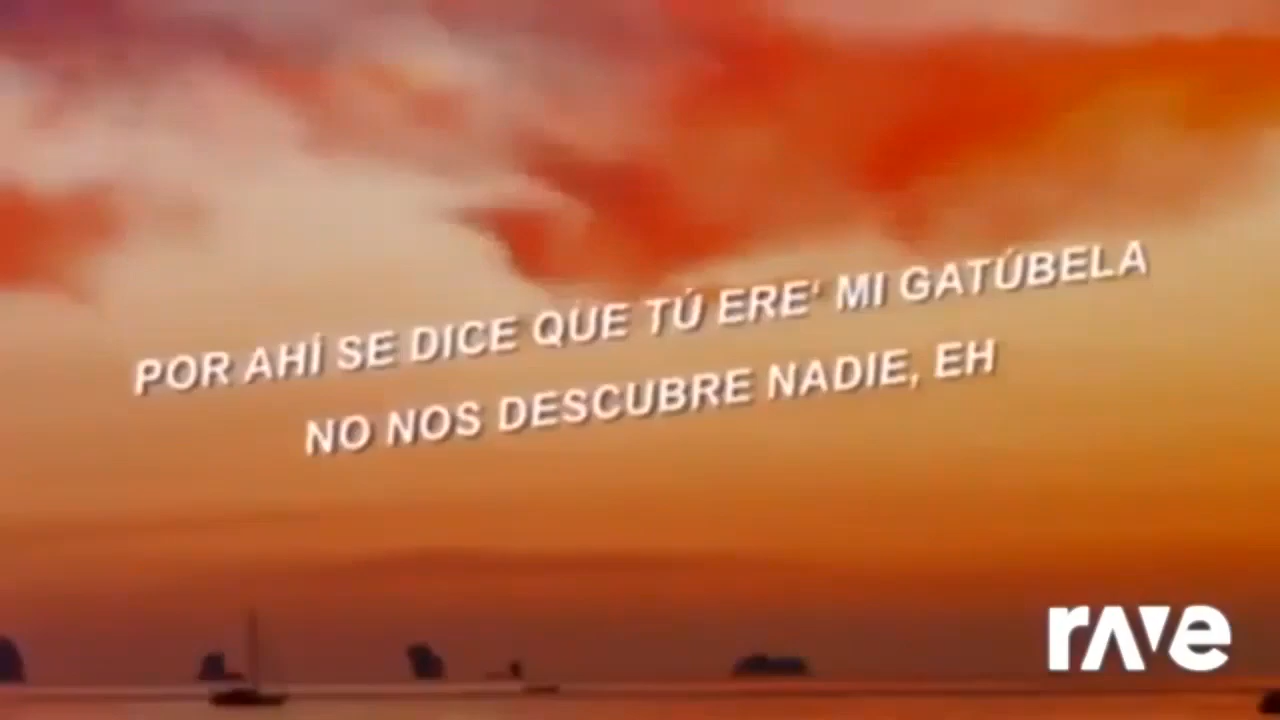 POR AHÍ SE DICE QUE TÚ ERE' MI GATÚBELA
NO NOS DESCUBRE NADIE, EH
rave